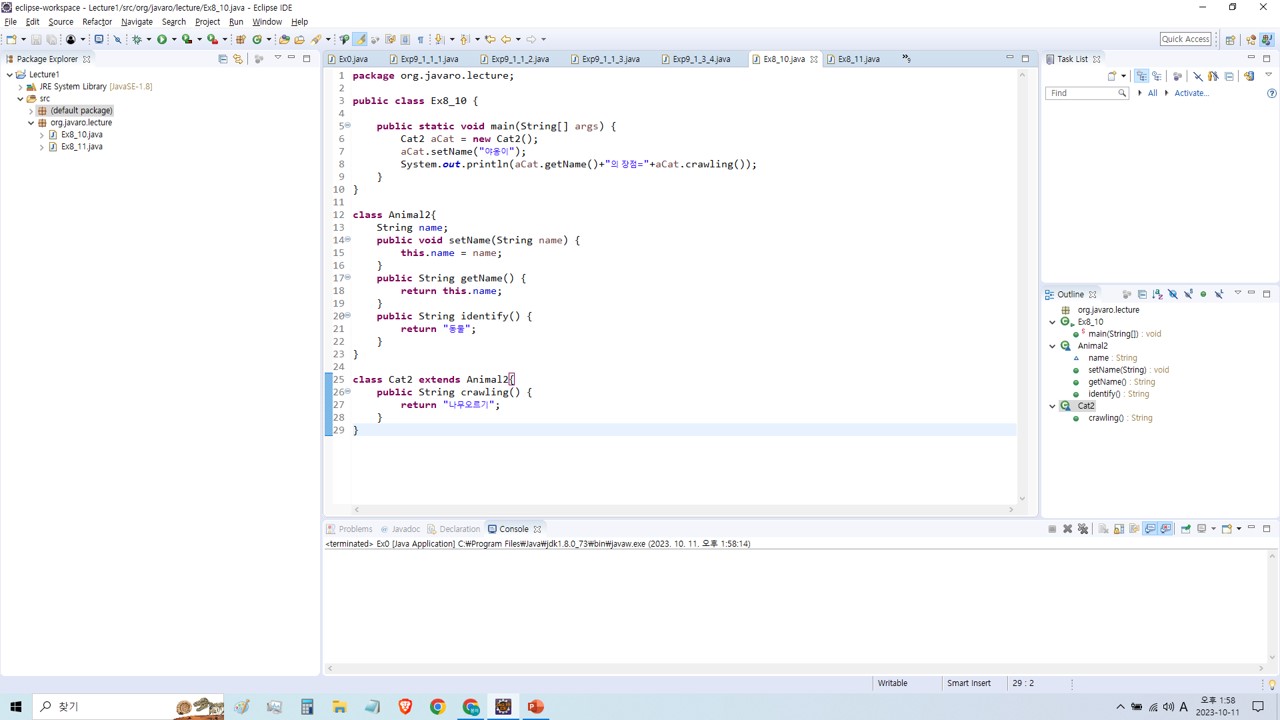 eclipse-workspace - Lecture1/src/org/javaro/lecture/Ex8_10.java - Eclipse IDE
File Edit Source Refactor Navigate Search Project Run Window Help
Quick Access
Package Explorer
Lecture1
JRE System Library [JavaSE-1.8]
src
(default package)
org.javaro.lecture
Ex8_10.java
Ex8_11.java
Ex0.java Exp9_1_1_1.java Exp9_1_1_2.java Exp9_1_1_3.java Exp9_1_3_4.java Ex8_10.java Ex8_11.java
1 package org.javaro.lecture;
2
3 public class Ex8_10 {
4
5 public static void main(String[] args) {
6 Cat2 aCat = new Cat2();
7 aCat.setName("야옹이");
8 System.out.println(aCat.getName()+"의 장점="+aCat.crawling());
9 }
10 }
11
12 class Animal2{
13 String name;
14 public void setName(String name) {
15 this.name = name;
16 }
17 public String getName() {
18 return this.name;
19 }
20 public String identify() {
21 return "동물";
22 }
23 }
24
25 class Cat2 extends Animal2{
26 public String crawling() {
27 return "나무오르기";
28 }
29 }
Task List
Find All Activate...
Outline
org.javaro.lecture
Ex8_10
main(String[]) : void
Animal2
name : String
setName(String) : void
getName() : String
identify() : String
Cat2
crawling() : String
Problems Javadoc Declaration Console
<terminated> Ex0 [Java Application] C:₩Program Files₩Java₩jdk1.8.0_73₩bin₩javaw.exe (2023. 10. 11. 오후 1:58:14)
Writable Smart Insert 29 : 2
찾기
A 오후 1:58
2023-10-11